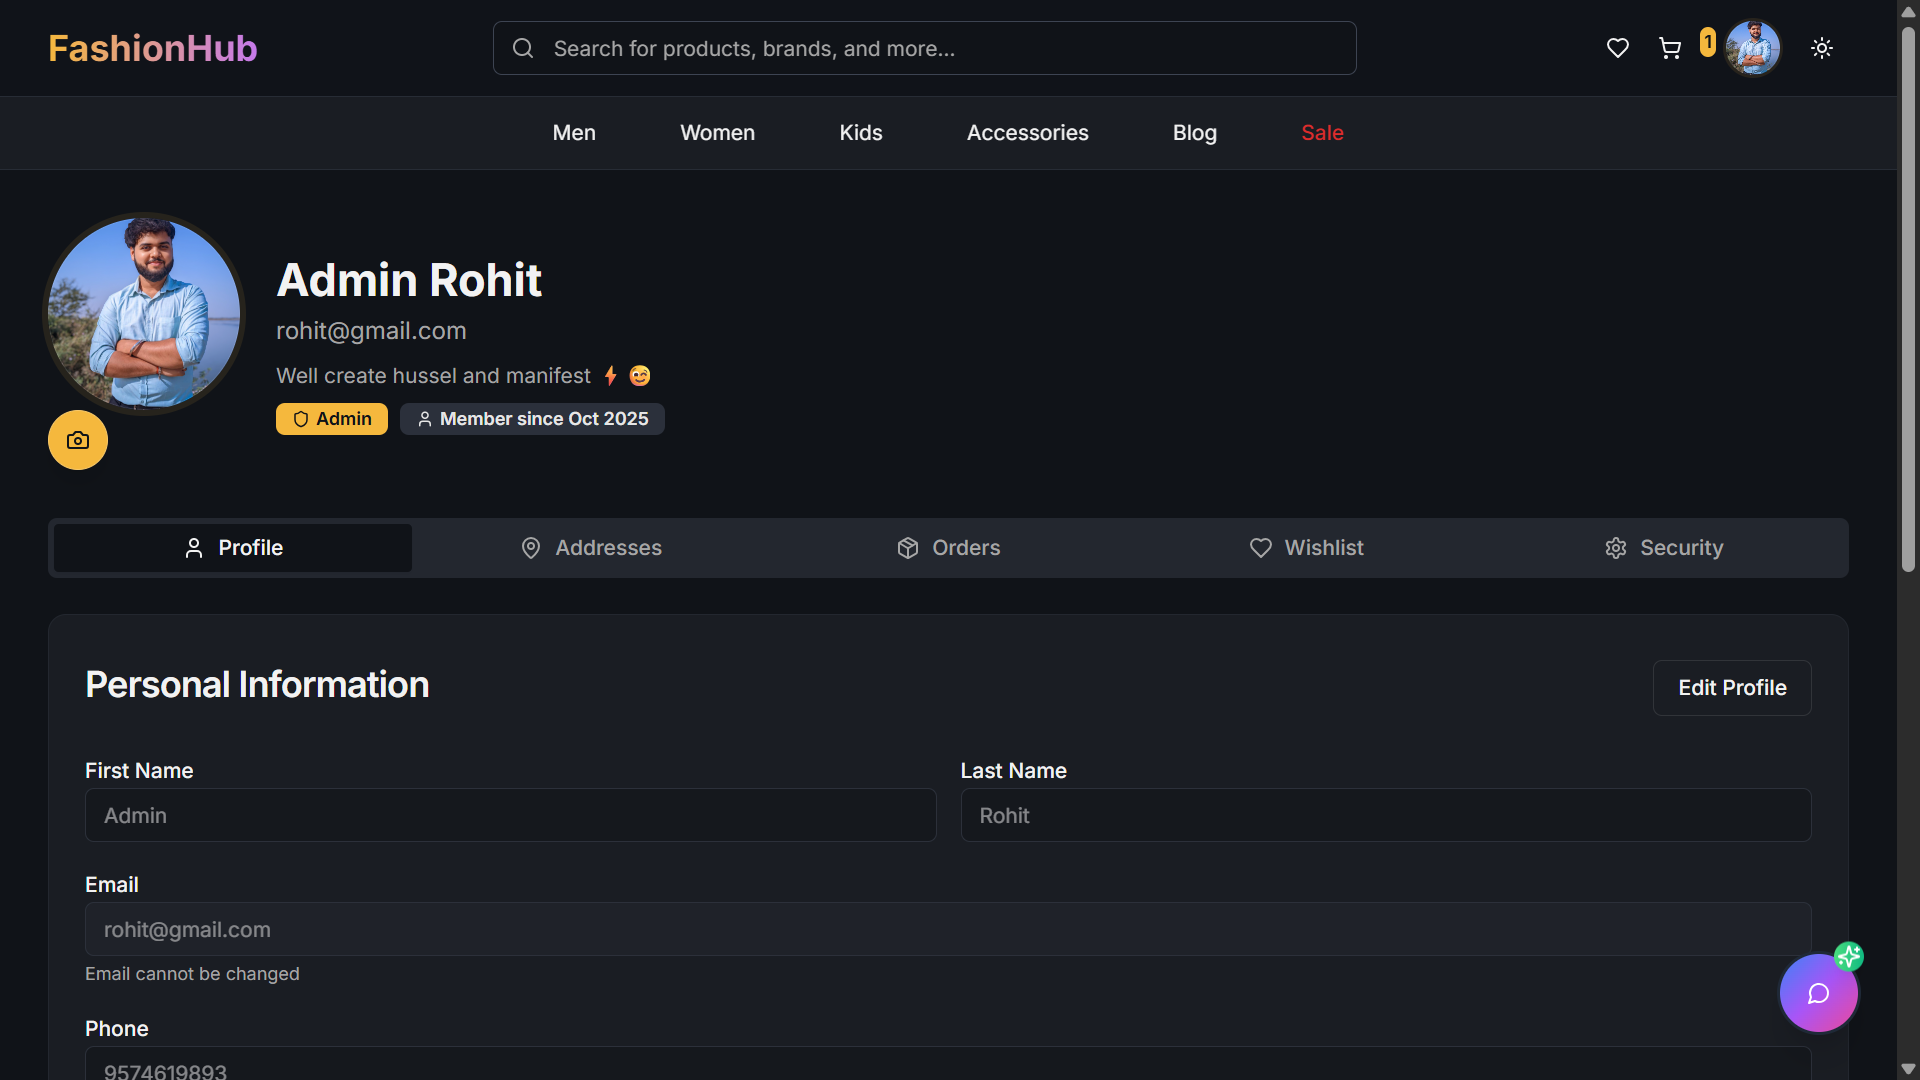 FashionHub
Search for products, brands, and more...
1
Men Women Kids Accessories Blog Sale
Admin Rohit
rohit@gmail.com
Well create hussel and manifest ⚡ 😉
Admin Member since Oct 2025
Profile Addresses Orders Wishlist Security
Personal Information
Edit Profile
First Name Last Name
Admin Rohit
Email
rohit@gmail.com
Email cannot be changed
Phone
9574619893